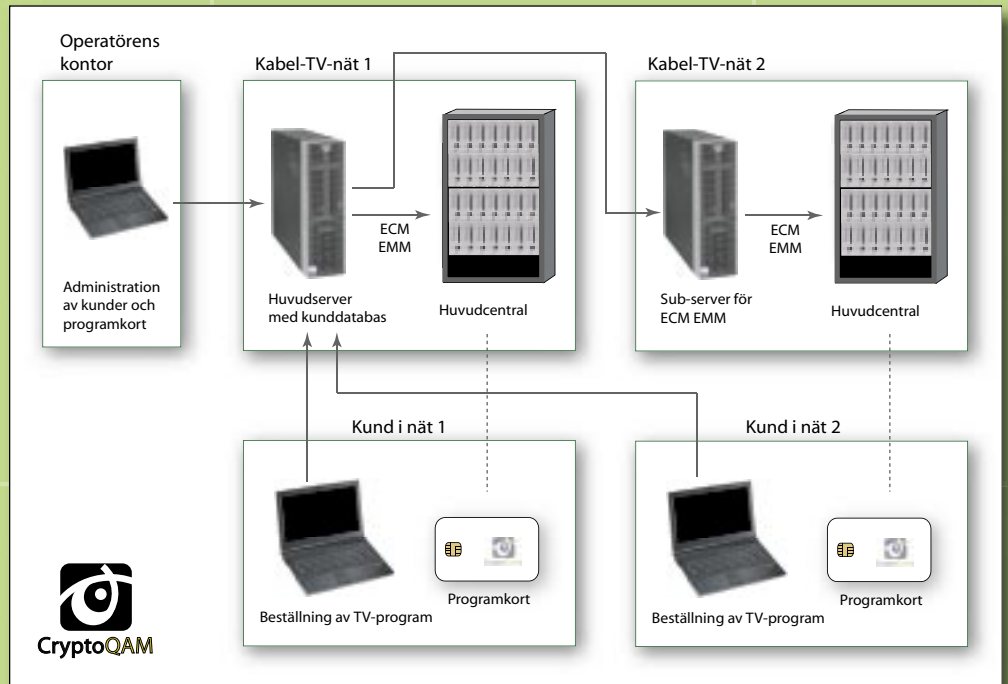 Operatörens
kontor
Kabel-TV-nät 1
Kabel-TV-nät 2
ECM
EMM
ECM
EMM
Administration
av kunder och
programkort
Huvudserver
med kunddatabas
Huvudcentral
Sub-server för
ECM EMM
Huvudcentral
Kund i nät 1
Kund i nät 2
Beställning av TV-program
Programkort
Beställning av TV-program
Programkort
CryptoQAM